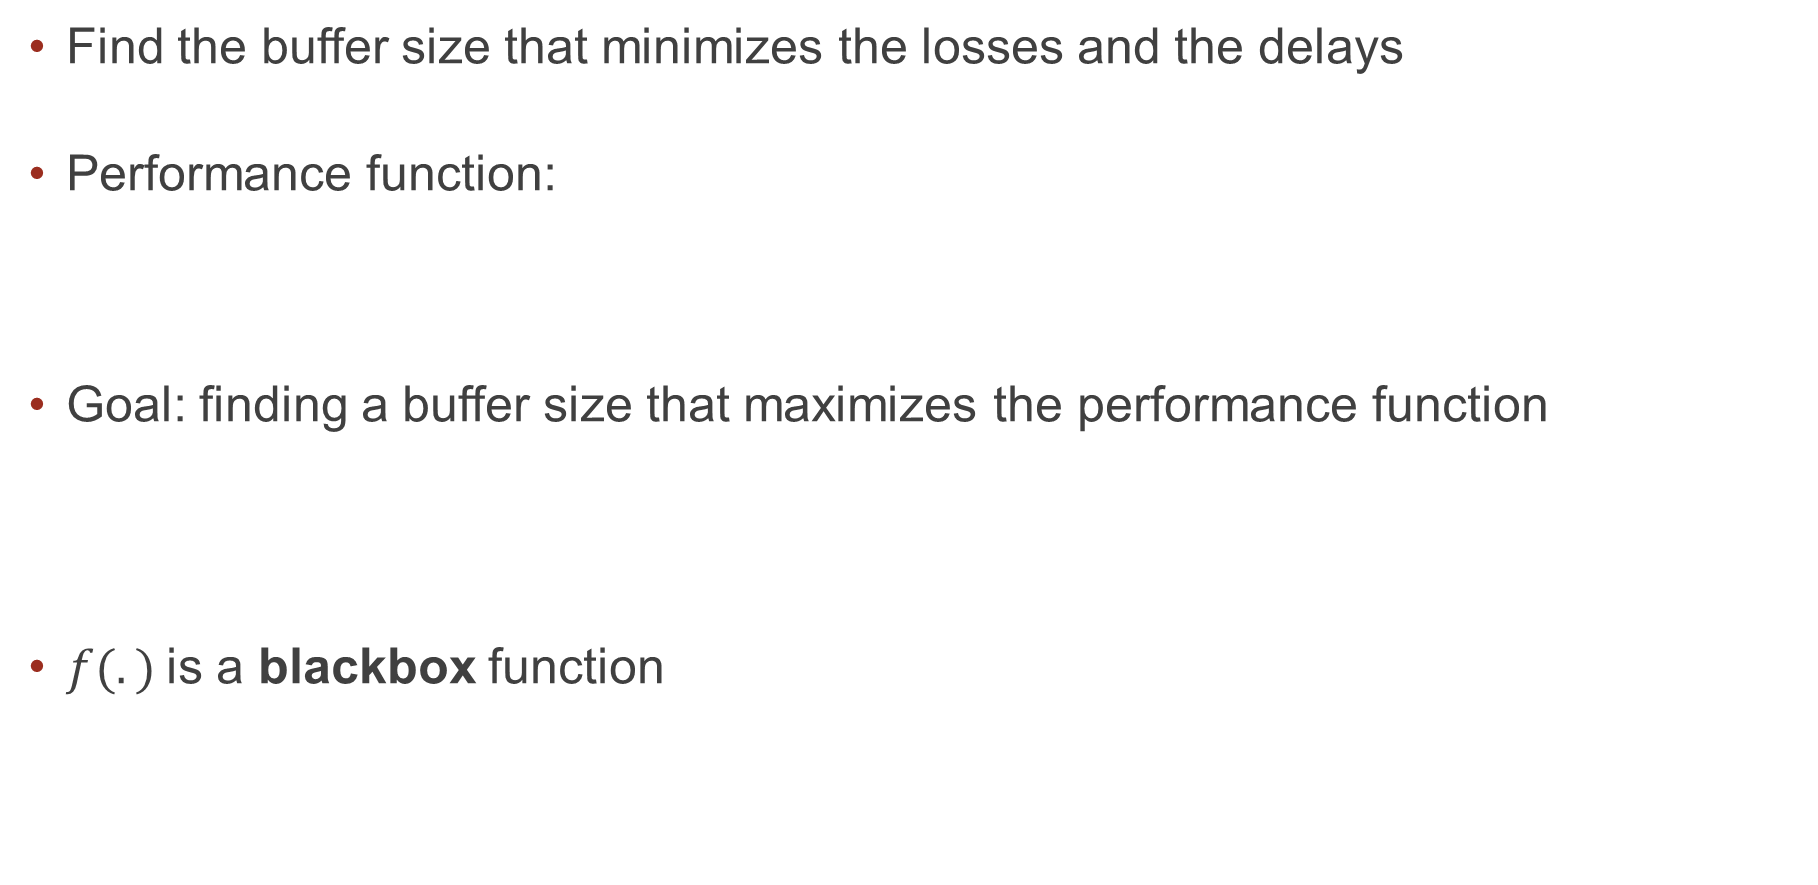 • Find the buffer size that minimizes the losses and the delays
• Performance function:
• Goal: finding a buffer size that maximizes the performance function
• f(.) is a blackbox function